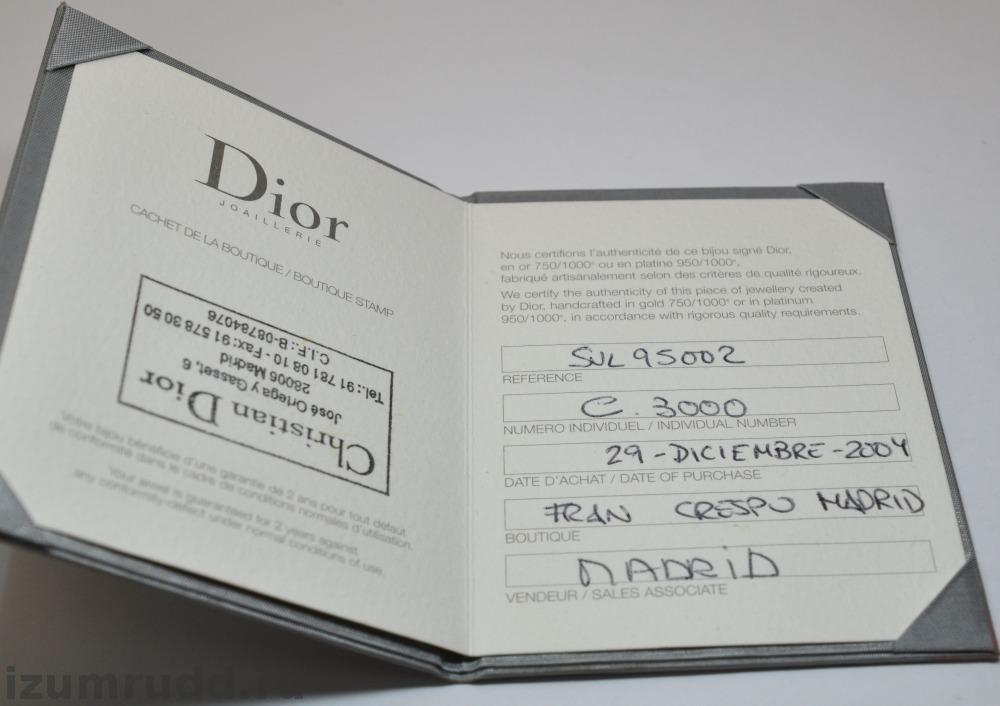 Dior
JOAILLERIE
CACHET DE LA BOUTIQUE / BOUTIQUE STAMP
Christian Dior
José Ortega y Gasset, 6
28006 Madrid
Tel.: 91 781 08 10 - Fax: 91 578 30 50
C.I.F.: B-08784076
Votre bijou bénéficie d'une garantie de 2 ans pour tout défaut
de conformité dans le cadre de conditions normales d'utilisation.
Your jewel is guaranteed for 2 years against
any conformity-defect under normal conditions of use.
Nous certifions l'authenticité de ce bijou signé Dior,
en or 750/1000° ou en platine 950/1000°,
fabriqué artisanalement selon des critères de qualité rigoureux.
We certify the authenticity of this piece of jewellery created
by Dior, handcrafted in gold 750/1000° or in platinum
950/1000°, in accordance with rigorous quality requirements.
SUL 95002
REFERENCE
C. 3000
NUMERO INDIVIDUEL / INDIVIDUAL NUMBER
29-DICIEMBRE-2004
DATE D'ACHAT / DATE OF PURCHASE
FRAN CRESPO MADRID
BOUTIQUE
MADRID
VENDEUR / SALES ASSOCIATE
izumrudd.ru